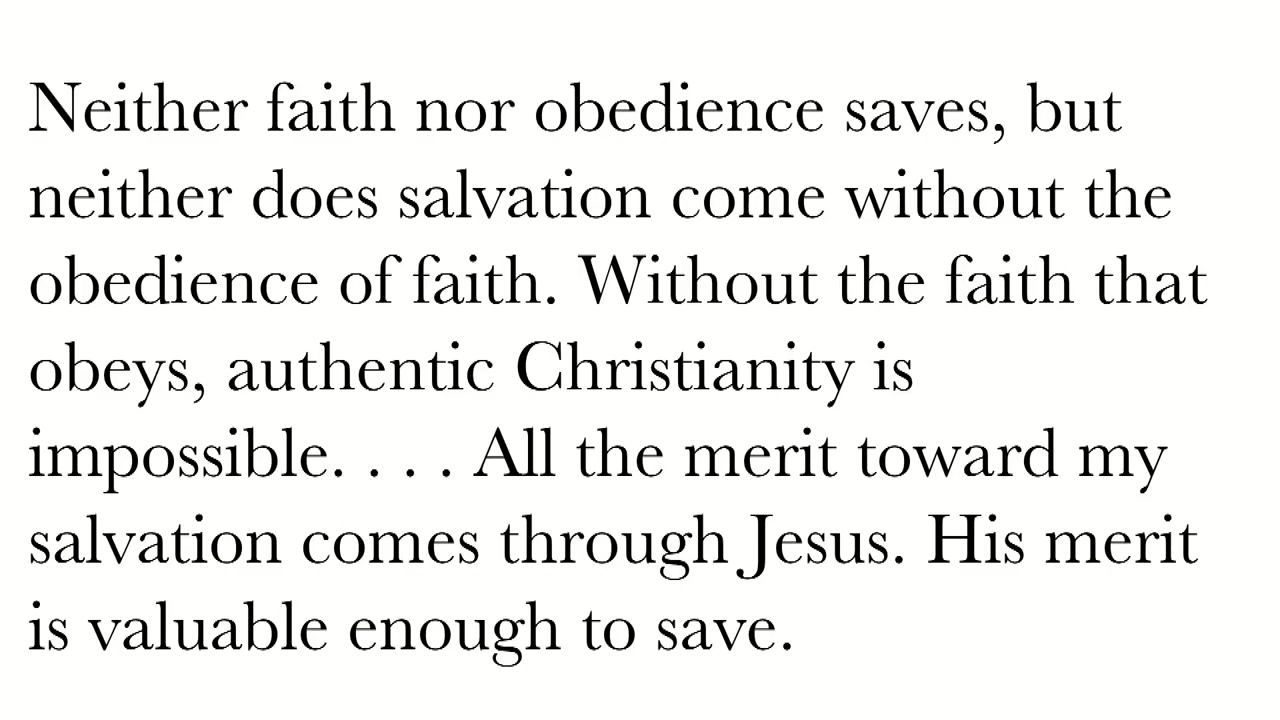 Neither faith nor obedience saves, but
neither does salvation come without the
obedience of faith. Without the faith that
obeys, authentic Christianity is
impossible. . . . All the merit toward my
salvation comes through Jesus. His merit
is valuable enough to save.